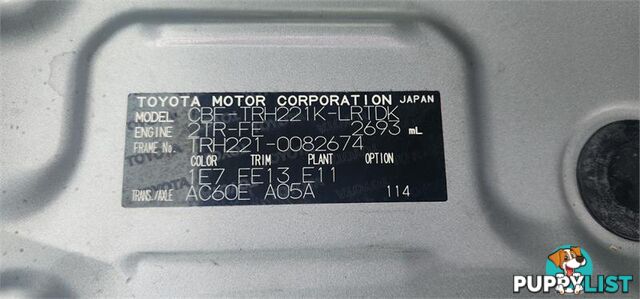 TOYOTA MOTOR CORPORATION JAPAN
MODEL CBF-TRH221K-LRTDK
ENGINE 2TR-FE 2693 mL
FRAME No. TRH221-0082674
COLOR TRIM PLANT OPTION
1E7 EE13 E11
TRANS./AXLE AC60E A05A 114
PUPPYLIST